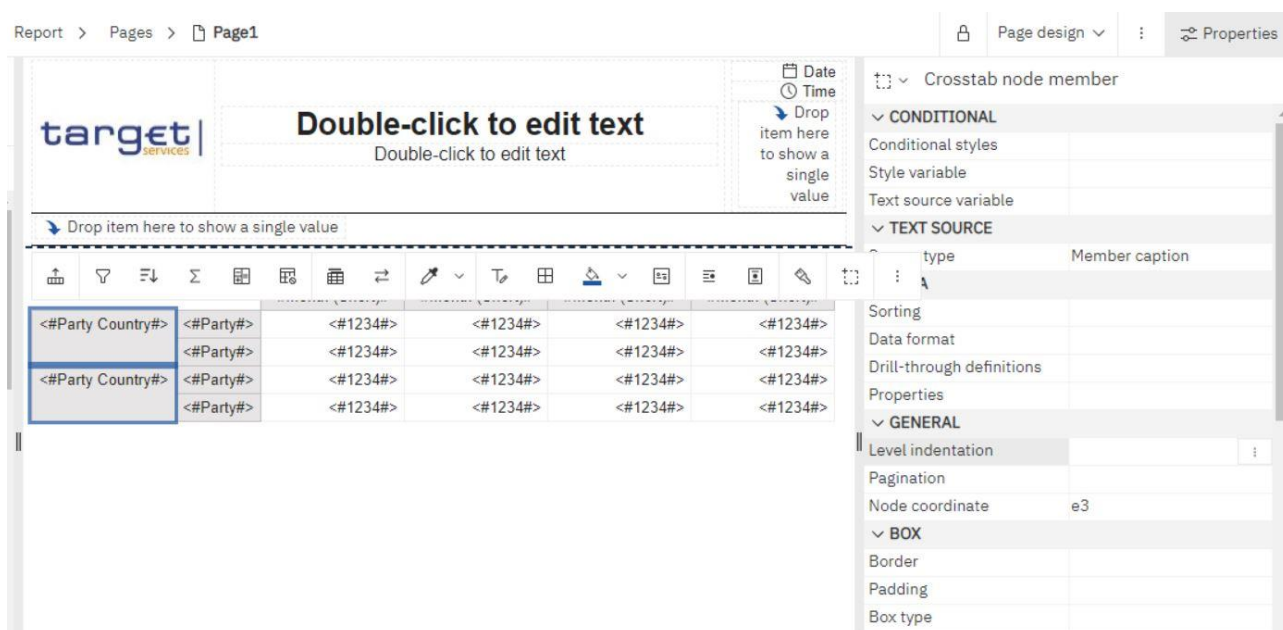 Report > Pages > Page1
Page design
Properties
Date
Time
Drop
item here
to show a
single
value
target|
services
Double-click to edit text
Double-click to edit text
Drop item here to show a single value
<#Party Country#> <#Party#> <#1234#> <#1234#> <#1234#> <#1234#>
<#Party#> <#1234#> <#1234#> <#1234#> <#1234#>
<#Party Country#> <#Party#> <#1234#> <#1234#> <#1234#> <#1234#>
<#Party#> <#1234#> <#1234#> <#1234#> <#1234#>
Crosstab node member
CONDITIONAL
Conditional styles
Style variable
Text source variable
TEXT SOURCE
type Member caption
Sorting
Data format
Drill-through definitions
Properties
GENERAL
Level indentation
Pagination
Node coordinate e3
BOX
Border
Padding
Box type